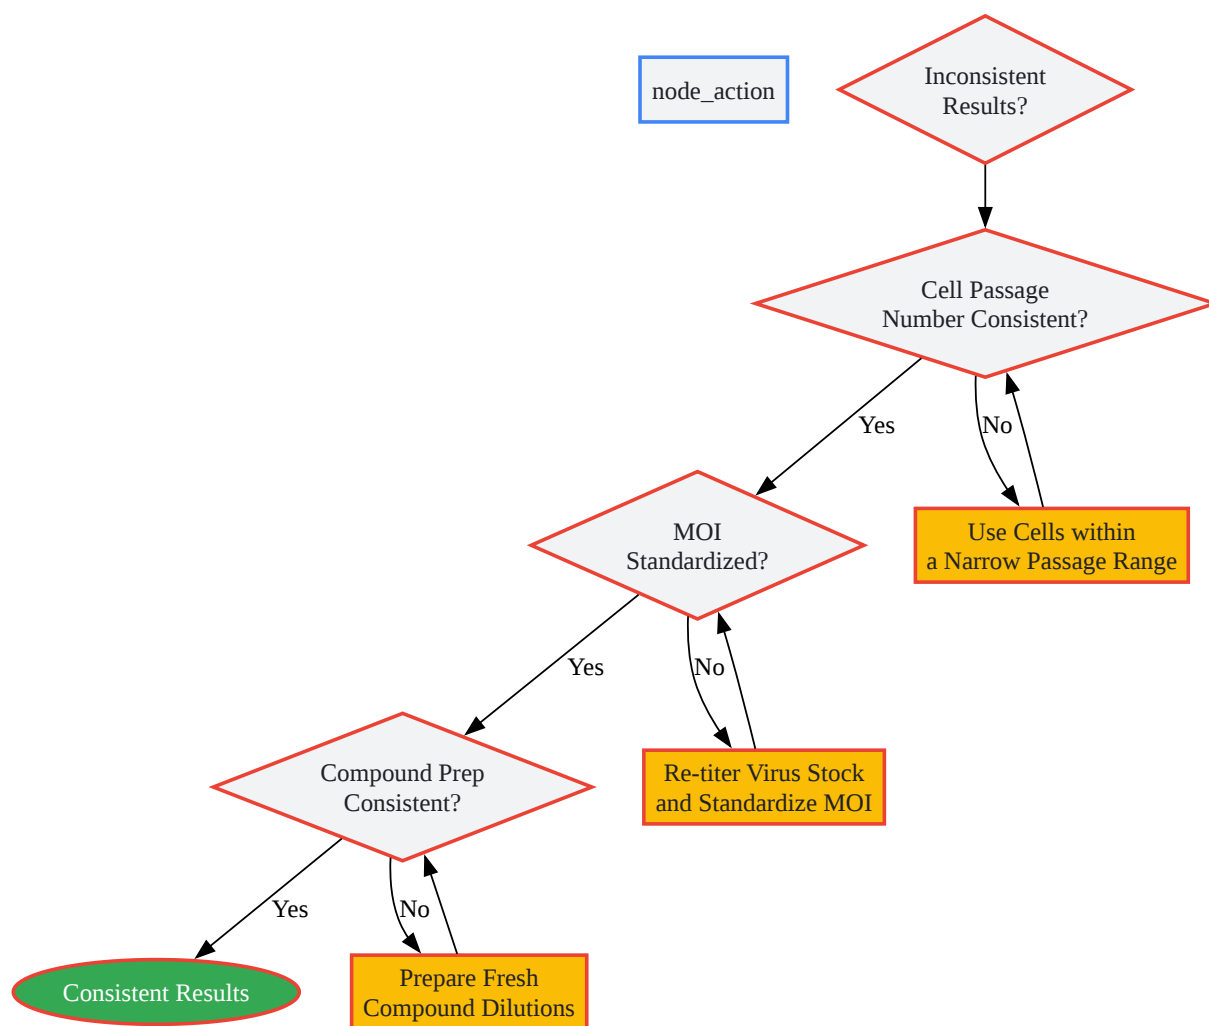 node_action
Inconsistent
Results?
Cell Passage
Number Consistent?
Yes
No
MOI
Standardized?
Use Cells within
a Narrow Passage Range
Yes
No
Compound Prep
Consistent?
Re-titer Virus Stock
and Standardize MOI
Yes
No
Consistent Results
Prepare Fresh
Compound Dilutions